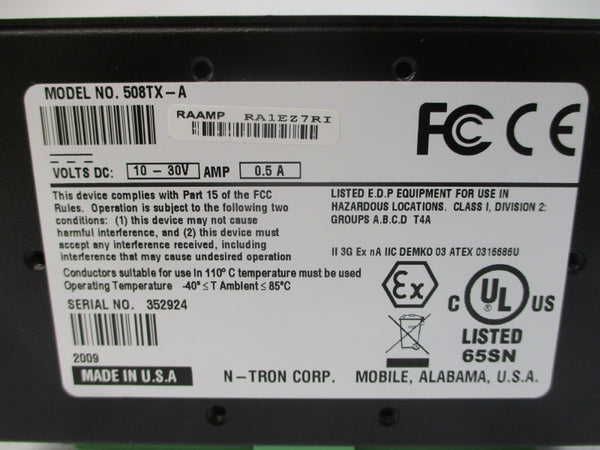 MODEL NO. 508TX-A
RAAMP RA1EZ7RI
FC CE
VOLTS DC: 10 - 30V AMP 0.5 A
This device complies with Part 15 of the FCC
Rules. Operation is subject to the following two
conditions: (1) this device may not cause
harmful interference, and (2) this device must
accept any interference received, including
interference that may cause undesired operation
LISTED E.D.P EQUIPMENT FOR USE IN
HAZARDOUS LOCATIONS. CLASS I, DIVISION 2:
GROUPS A.B.C.D T4A
II 3G Ex nA IIC DEMKO 03 ATEX 0316686U
Conductors suitable for use in 110° C temperature must be used
Operating Temperature -40° ≤ T Ambient ≤ 85°C
SERIAL NO. 352924
Ex
C UL ® US
LISTED
65SN
2009
MADE IN U.S.A
N-TRON CORP. MOBILE, ALABAMA, U.S.A.